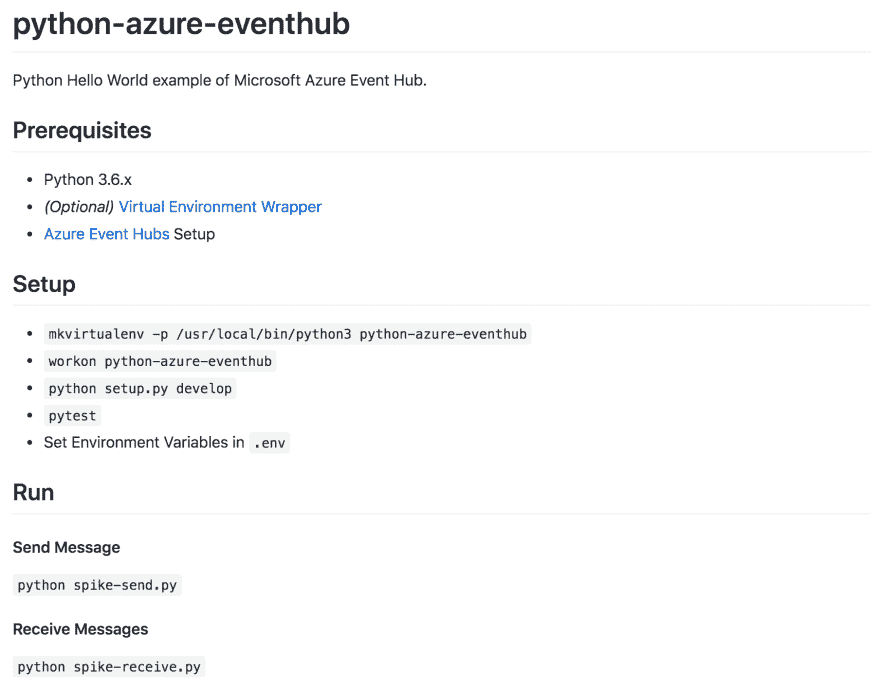 python-azure-eventhub
Python Hello World example of Microsoft Azure Event Hub.
Prerequisites
• Python 3.6.x
• (Optional) Virtual Environment Wrapper
• Azure Event Hubs Setup
Setup
• mkvirtualenv -p /usr/local/bin/python3 python-azure-eventhub
• workon python-azure-eventhub
• python setup.py develop
• pytest
• Set Environment Variables in .env
Run
Send Message
python spike-send.py
Receive Messages
python spike-receive.py